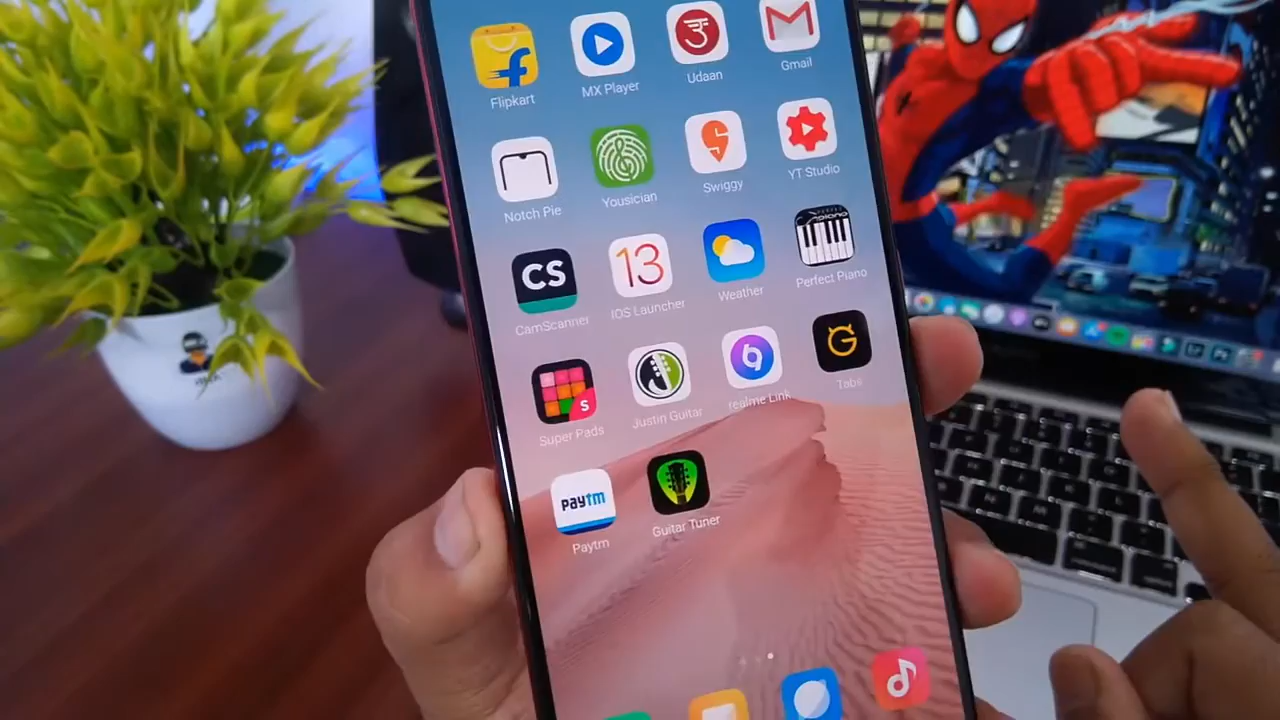 Flipkart
MX Player
Udaan
Gmail
Notch Pie
Yousician
Swiggy
YT Studio
CS
CamScanner
13
IOS Launcher
Weather
Perfect Piano
S
Super Pads
Justin Guitar
realme Link
Tabs
PAYTM
Paytm
Guitar Tuner